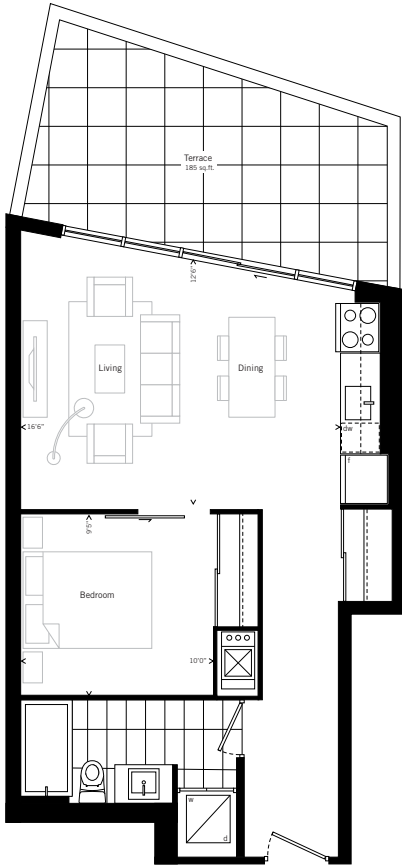 Terrace
185 sq.ft.
12'6"
Living
Dining
16'6"
dw
f
9'5"
Bedroom
10'0"
w
d